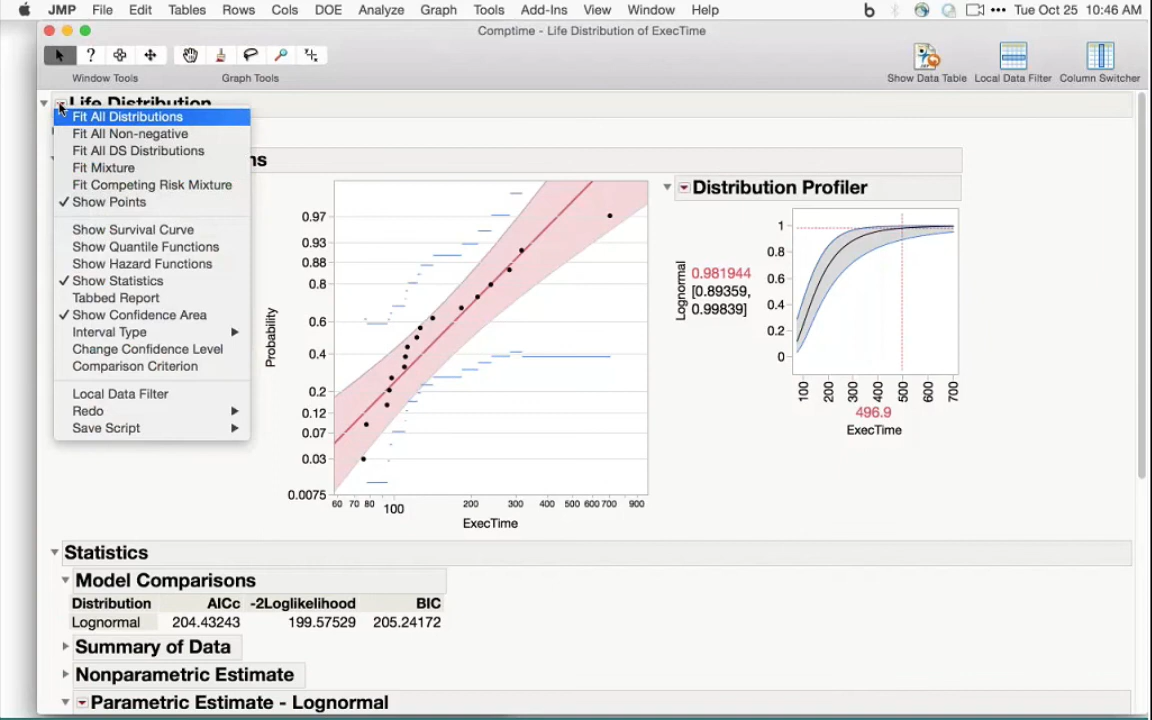 JMP File Edit Tables Rows Cols DOE Analyze Graph Tools Add-Ins View Window Help Tue Oct 25 10:46 AM
Comptime - Life Distribution of ExecTime
Window Tools Graph Tools Show Data Table Local Data Filter Column Switcher
Life Distribution
Fit All Distributions
Fit All Non-negative
Fit All DS Distributions
Fit Mixture
Fit Competing Risk Mixture
✓ Show Points
Show Survival Curve
Show Quantile Functions
Show Hazard Functions
✓ Show Statistics
Tabbed Report
✓ Show Confidence Area
Interval Type
Change Confidence Level
Comparison Criterion
Local Data Filter
Redo
Save Script
ns
0.97
0.93
0.88
0.8
0.6
0.4
0.2
0.12
0.07
0.03
0.0075
Probability
60 70 80 100 200 300 400 500 600 700 900
ExecTime
Distribution Profiler
Lognormal
0.981944
[0.89359,
0.99839]
1
0.8
0.6
0.4
0.2
0
100 200 300 400 500 600 700
496.9
ExecTime
Statistics
Model Comparisons
Distribution AICc -2Loglikelihood BIC
Lognormal 204.43243 199.57529 205.24172
Summary of Data
Nonparametric Estimate
Parametric Estimate - Lognormal